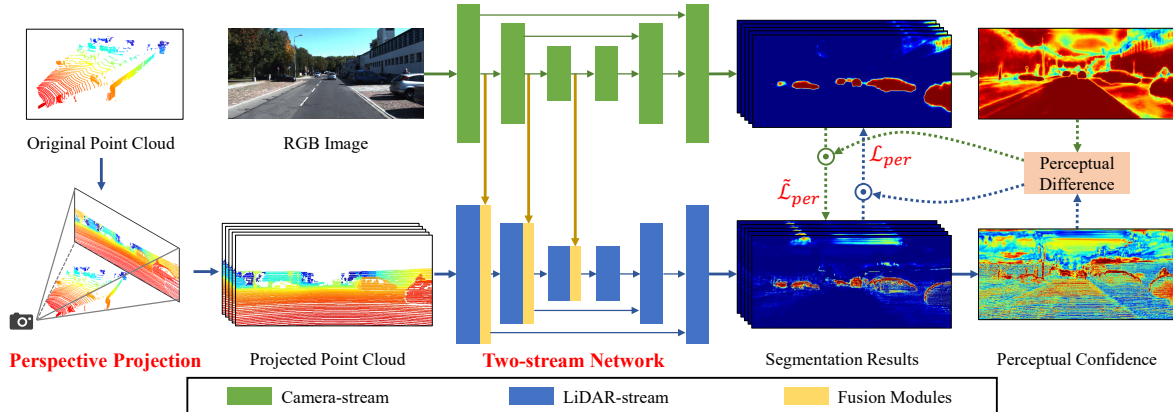 Original Point Cloud
RGB Image
ℒ_per
ℒ̃_per
Perceptual
Difference
Perspective Projection
Projected Point Cloud
Two-stream Network
Segmentation Results
Perceptual Confidence
Camera-stream
LiDAR-stream
Fusion Modules